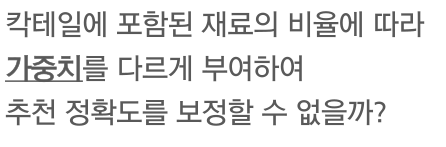 칵테일에 포함된 재료의 비율에 따라
가중치를 다르게 부여하여
추천 정확도를 보정할 수 없을까?